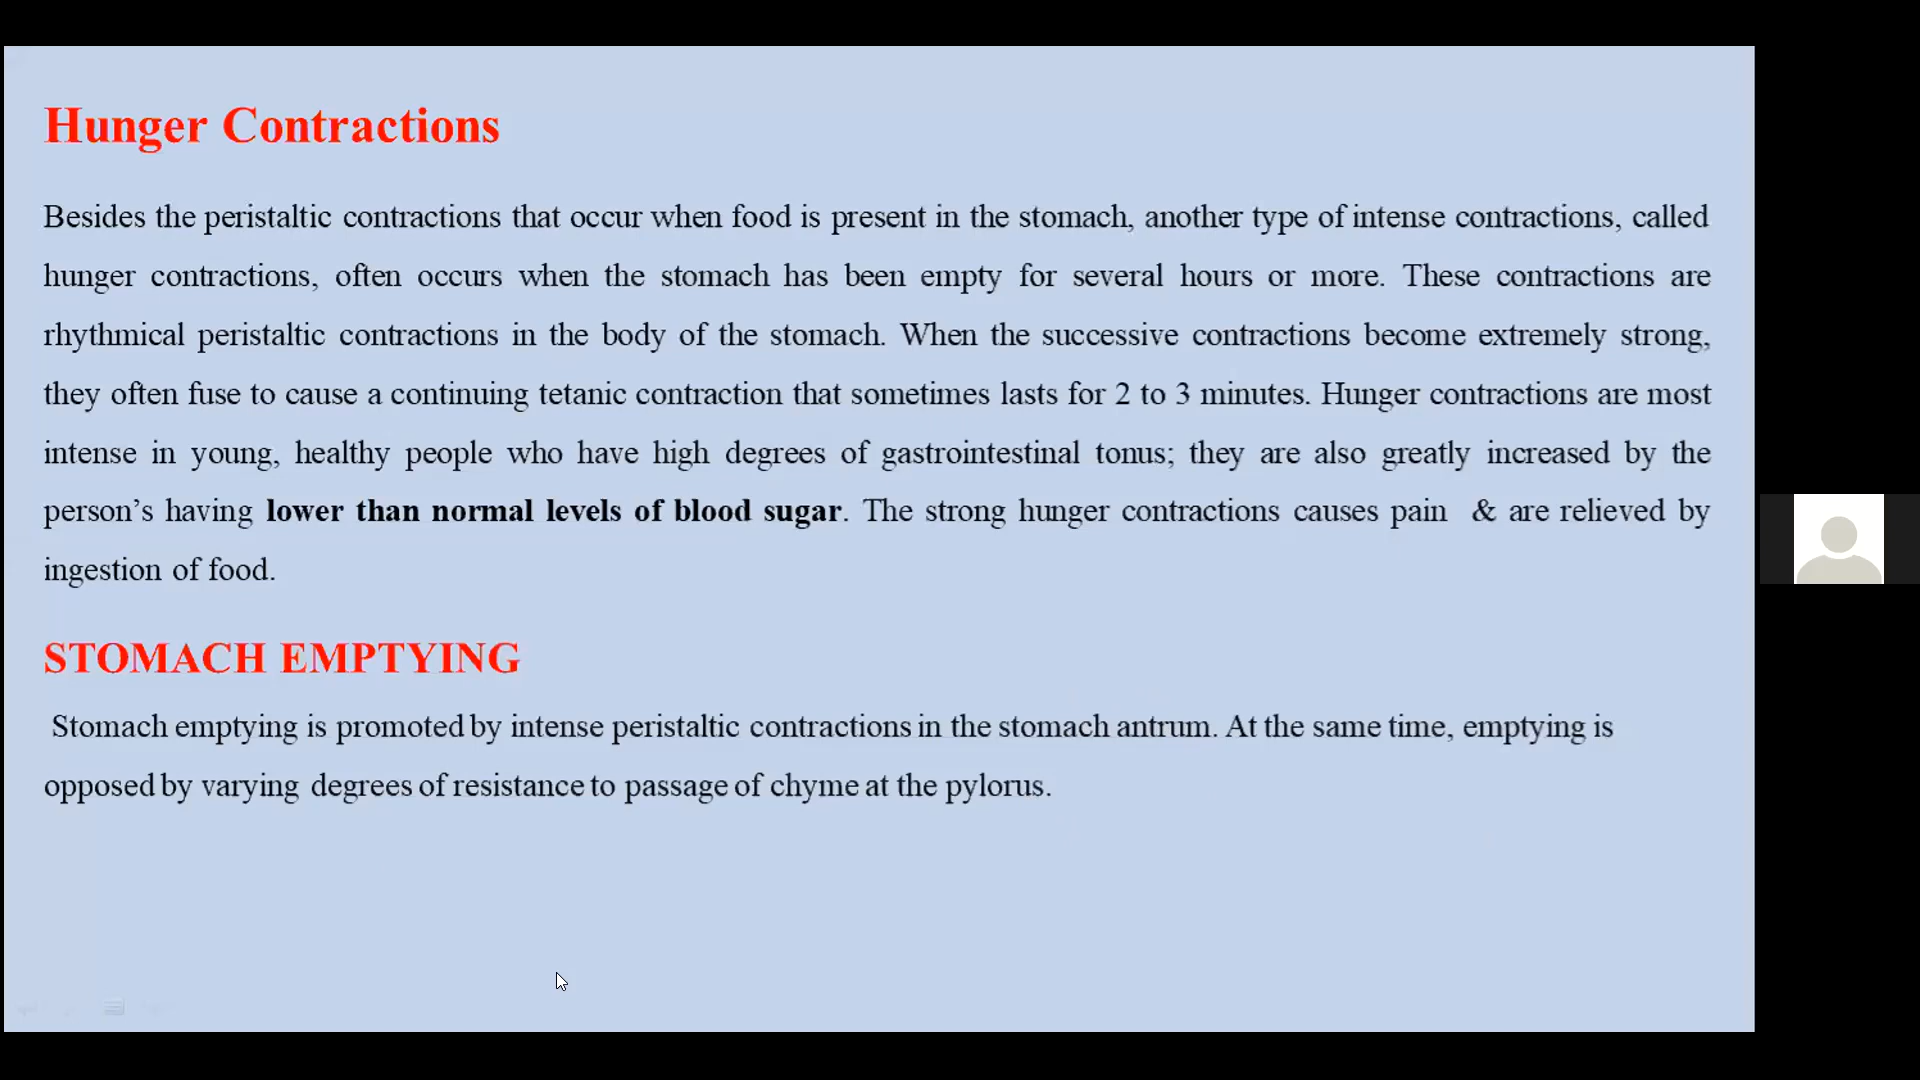 Hunger Contractions
Besides the peristaltic contractions that occur when food is present in the stomach, another type of intense contractions, called
hunger contractions, often occurs when the stomach has been empty for several hours or more. These contractions are
rhythmical peristaltic contractions in the body of the stomach. When the successive contractions become extremely strong,
they often fuse to cause a continuing tetanic contraction that sometimes lasts for 2 to 3 minutes. Hunger contractions are most
intense in young, healthy people who have high degrees of gastrointestinal tonus; they are also greatly increased by the
person’s having lower than normal levels of blood sugar. The strong hunger contractions causes pain & are relieved by
ingestion of food.
STOMACH EMPTYING
Stomach emptying is promoted by intense peristaltic contractions in the stomach antrum. At the same time, emptying is
opposed by varying degrees of resistance to passage of chyme at the pylorus.